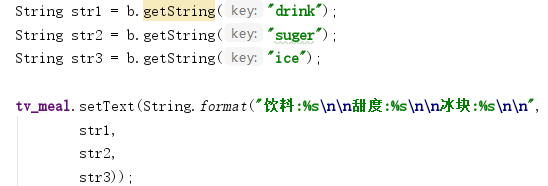 String str1 = b.getString( key: "drink");
String str2 = b.getString( key: "suger");
String str3 = b.getString( key: "ice");
tv_meal.setText(String.format("饮料:%s\n\n甜度:%s\n\n冰块:%s\n\n",
str1,
str2,
str3));